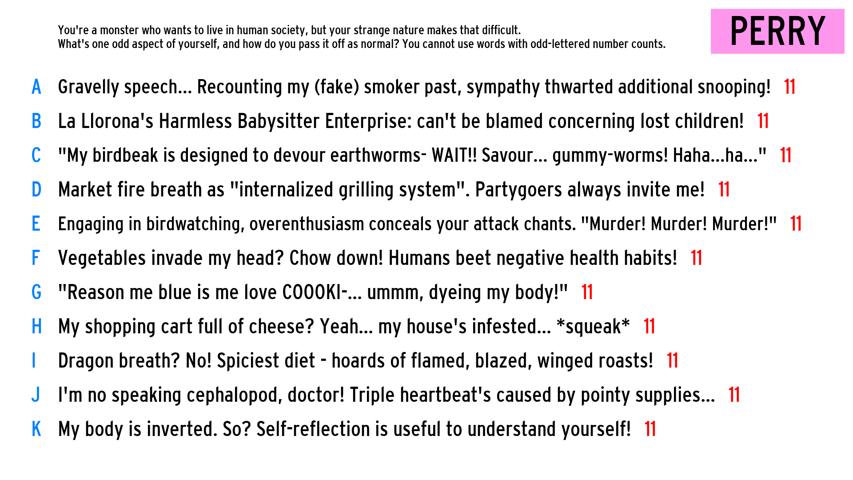 You're a monster who wants to live in human society, but your strange nature makes that difficult.
What's one odd aspect of yourself, and how do you pass it off as normal? You cannot use words with odd-lettered number counts.
PERRY
A Gravelly speech... Recounting my (fake) smoker past, sympathy thwarted additional snooping! 11
B La Llorona's Harmless Babysitter Enterprise: can't be blamed concerning lost children! 11
C "My birdbeak is designed to devour earthworms- WAIT!! Savour... gummy-worms! Haha...ha..." 11
D Market fire breath as "internalized grilling system". Partygoers always invite me! 11
E Engaging in birdwatching, overenthusiasm conceals your attack chants. "Murder! Murder! Murder!" 11
F Vegetables invade my head? Chow down! Humans beet negative health habits! 11
G "Reason me blue is me love COOOKI-... ummm, dyeing my body!" 11
H My shopping cart full of cheese? Yeah... my house's infested... *squeak* 11
I Dragon breath? No! Spiciest diet - hoards of flamed, blazed, winged roasts! 11
J I'm no speaking cephalopod, doctor! Triple heartbeat's caused by pointy supplies... 11
K My body is inverted. So? Self-reflection is useful to understand yourself! 11